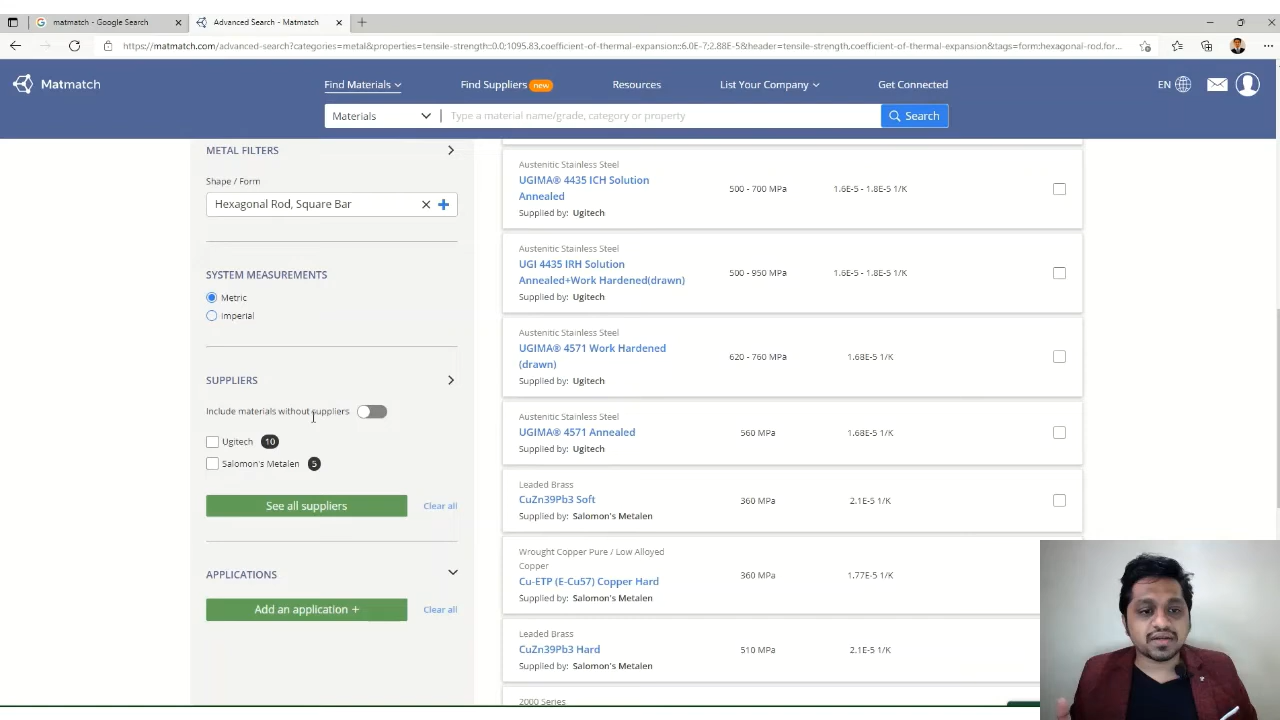 matmatch - Google Search
Advanced Search - Matmatch
https://matmatch.com/advanced-search?categories=metal&properties=tensile-strength::0.0;1095.83,coefficient-of-thermal-expansion::6.0E-7;2.88E-5&header=tensile-strength,coefficient-of-thermal-expansion&tags=form:hexagonal-rod,for...
Matmatch
Find Materials
Find Suppliers new
Resources
List Your Company
Get Connected
EN
Materials
Type a material name/grade, category or property
Search
METAL FILTERS
Shape / Form
Hexagonal Rod, Square Bar
SYSTEM MEASUREMENTS
Metric
Imperial
SUPPLIERS
Include materials without suppliers
Ugitech 10
Salomon's Metalen 5
See all suppliers
Clear all
APPLICATIONS
Add an application +
Clear all
Austenitic Stainless Steel
UGIMA® 4435 ICH Solution
Annealed
500 - 700 MPa
1.6E-5 - 1.8E-5 1/K
Supplied by: Ugitech
Austenitic Stainless Steel
UGI 4435 IRH Solution
Annealed+Work Hardened(drawn)
500 - 950 MPa
1.6E-5 - 1.8E-5 1/K
Supplied by: Ugitech
Austenitic Stainless Steel
UGIMA® 4571 Work Hardened
(drawn)
620 - 760 MPa
1.68E-5 1/K
Supplied by: Ugitech
Austenitic Stainless Steel
UGIMA® 4571 Annealed
560 MPa
1.68E-5 1/K
Supplied by: Ugitech
Leaded Brass
CuZn39Pb3 Soft
360 MPa
2.1E-5 1/K
Supplied by: Salomon's Metalen
Wrought Copper Pure / Low Alloyed
Copper
Cu-ETP (E-Cu57) Copper Hard
360 MPa
1.77E-5 1/K
Supplied by: Salomon's Metalen
Leaded Brass
CuZn39Pb3 Hard
510 MPa
2.1E-5 1/K
Supplied by: Salomon's Metalen
2000 Series